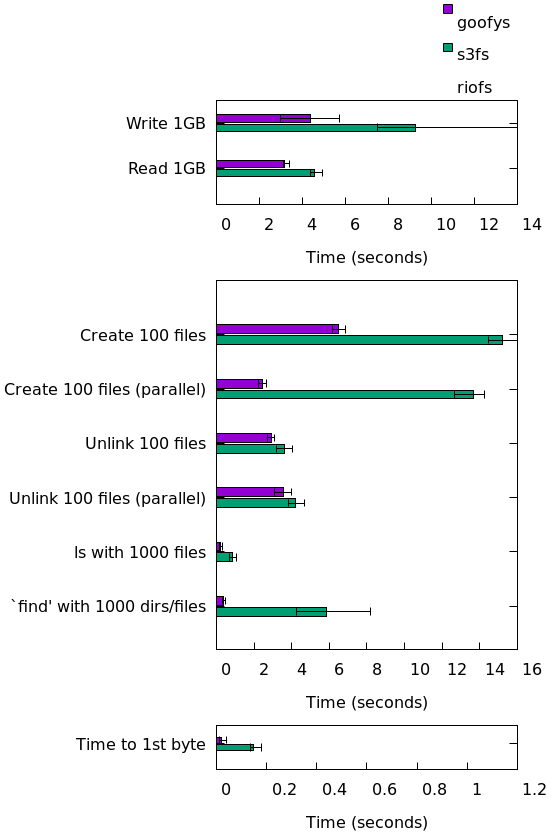 goofys
s3fs
riofs
Write 1GB
Read 1GB
0 2 4 6 8 10 12 14
Time (seconds)
Create 100 files
Create 100 files (parallel)
Unlink 100 files
Unlink 100 files (parallel)
ls with 1000 files
`find' with 1000 dirs/files
0 2 4 6 8 10 12 14 16
Time (seconds)
Time to 1st byte
0 0.2 0.4 0.6 0.8 1 1.2
Time (seconds)